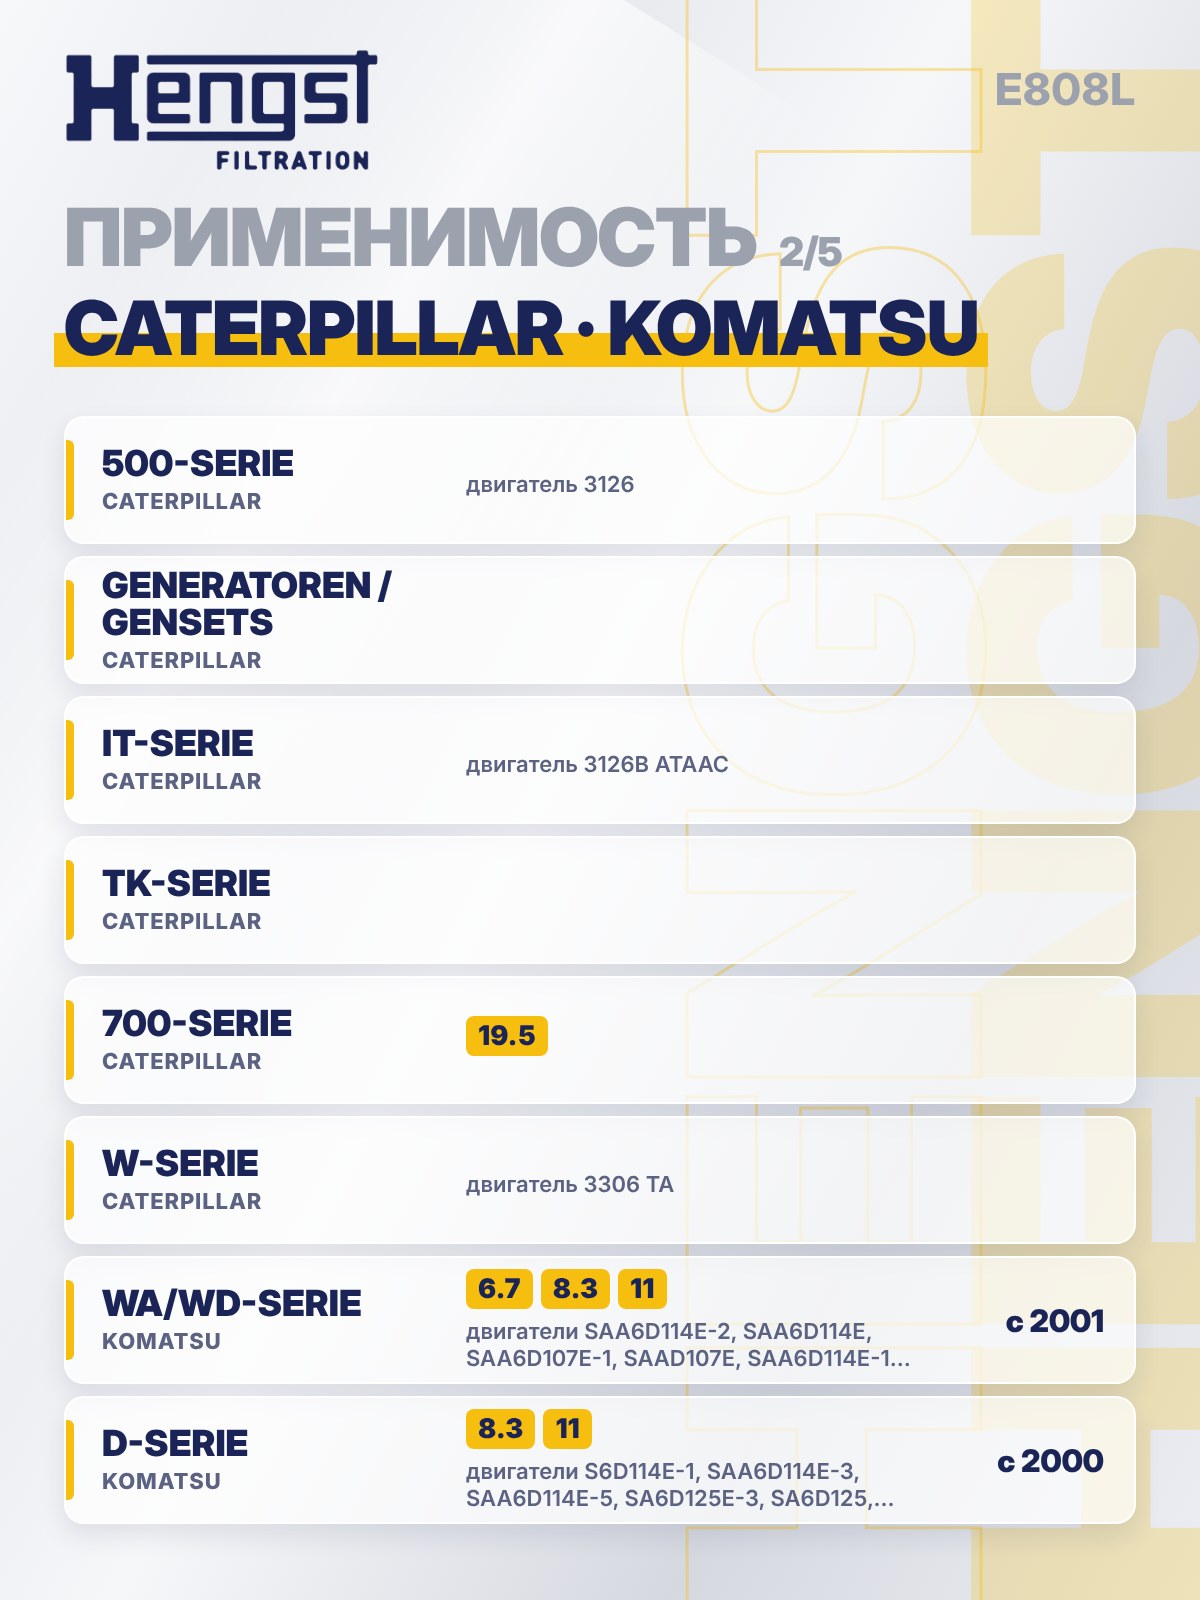 Hengst
FILTRATION
E808L
ПРИМЕНИМОСТЬ 2/5
CATERPILLAR · KOMATSU
500-SERIE
CATERPILLAR
двигатель 3126
GENERATOREN /
GENSETS
CATERPILLAR
IT-SERIE
CATERPILLAR
двигатель 3126B ATAAC
TK-SERIE
CATERPILLAR
700-SERIE
CATERPILLAR
19.5
W-SERIE
CATERPILLAR
двигатель 3306 TA
WA/WD-SERIE
KOMATSU
6.7 8.3 11
двигатели SAA6D114E-2, SAA6D114E,
SAA6D107E-1, SAAD107E, SAA6D114E-1...
с 2001
D-SERIE
KOMATSU
8.3 11
двигатели S6D114E-1, SAA6D114E-3,
SAA6D114E-5, SA6D125E-3, SA6D125,...
с 2000
HENGST
HENGST